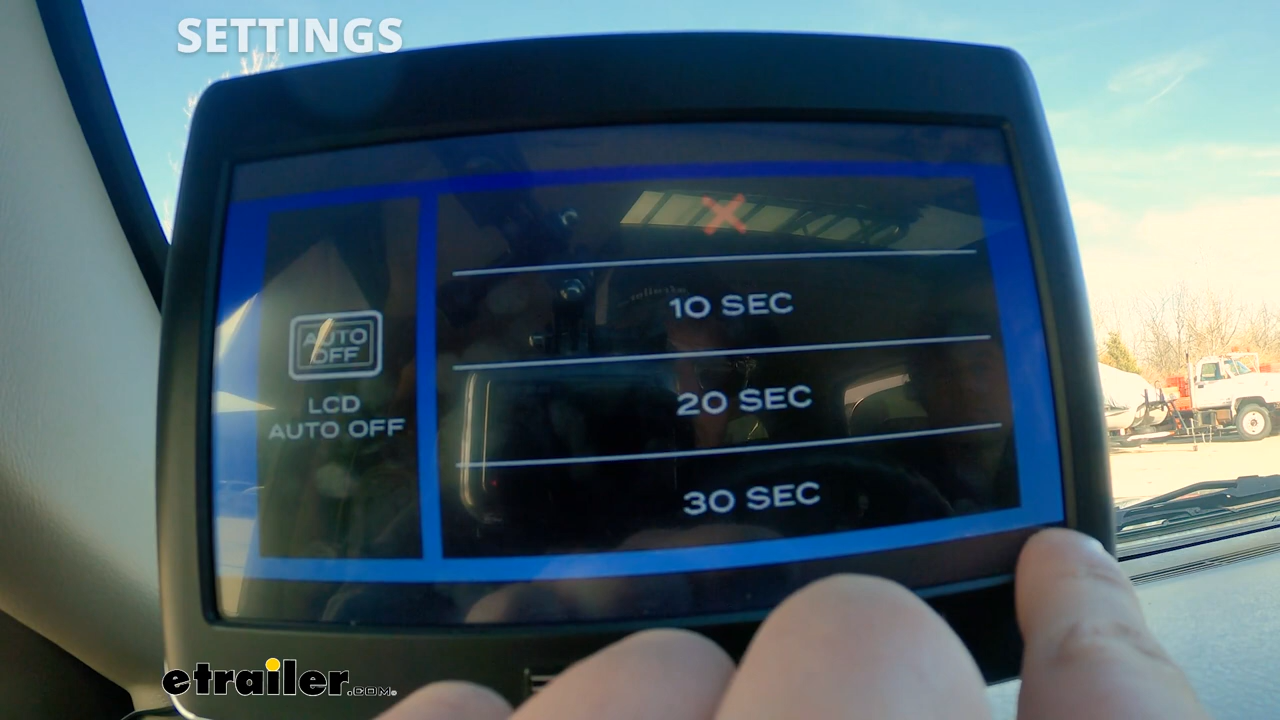 SETTINGS
AUTO
OFF
LCD
AUTO OFF
10 SEC
20 SEC
30 SEC
etrailer.COM.